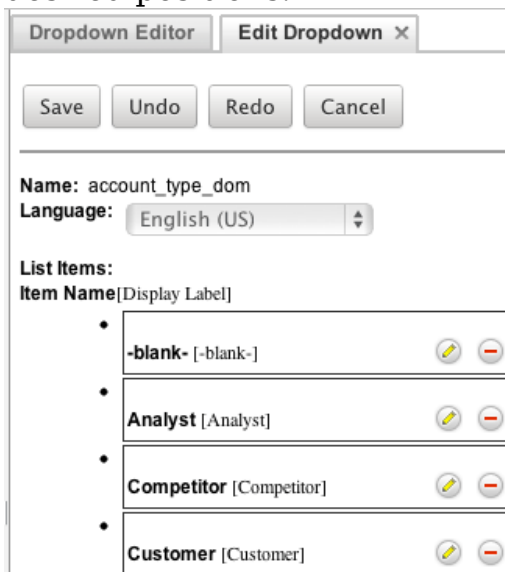 Dropdown Editor Edit Dropdown ×
Save Undo Redo Cancel
Name: account_type_dom
Language: English (US)
List Items:
Item Name[Display Label]
-blank- [-blank-]
Analyst [Analyst]
Competitor [Competitor]
Customer [Customer]